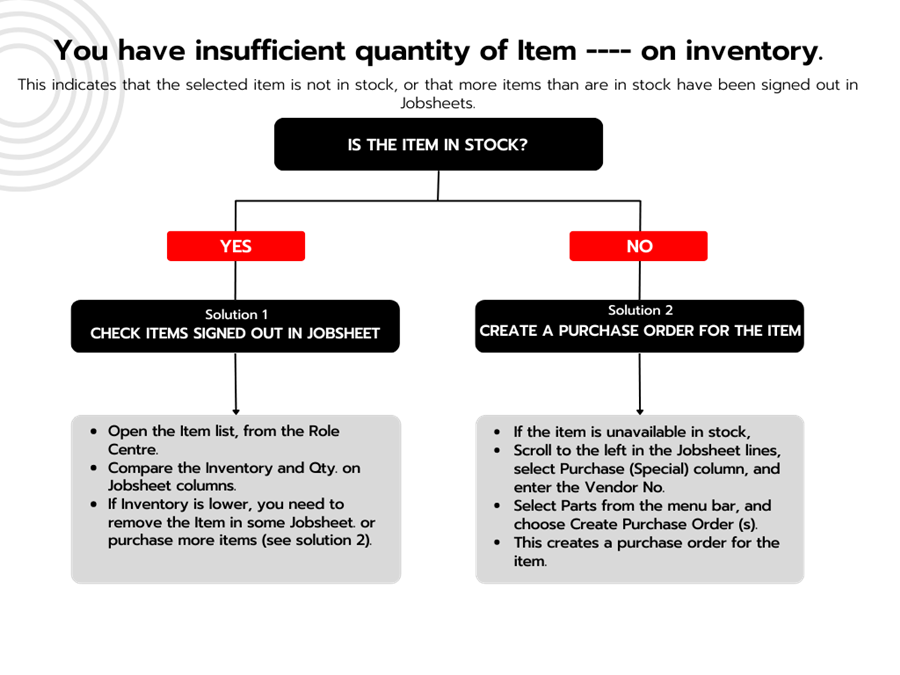 You have insufficient quantity of Item ---- on inventory.
This indicates that the selected item is not in stock, or that more items than are in stock have been signed out in
Jobsheets.
IS THE ITEM IN STOCK?
YES
NO
Solution 1
CHECK ITEMS SIGNED OUT IN JOBSHEET
Solution 2
CREATE A PURCHASE ORDER FOR THE ITEM
• Open the Item list, from the Role
Centre.
• Compare the Inventory and Qty. on
Jobsheet columns.
• If Inventory is lower, you need to
remove the Item in some Jobsheet. or
purchase more items (see solution 2).
• If the item is unavailable in stock,
• Scroll to the left in the Jobsheet lines,
select Purchase (Special) column, and
enter the Vendor No.
• Select Parts from the menu bar, and
choose Create Purchase Order (s).
• This creates a purchase order for the
item.